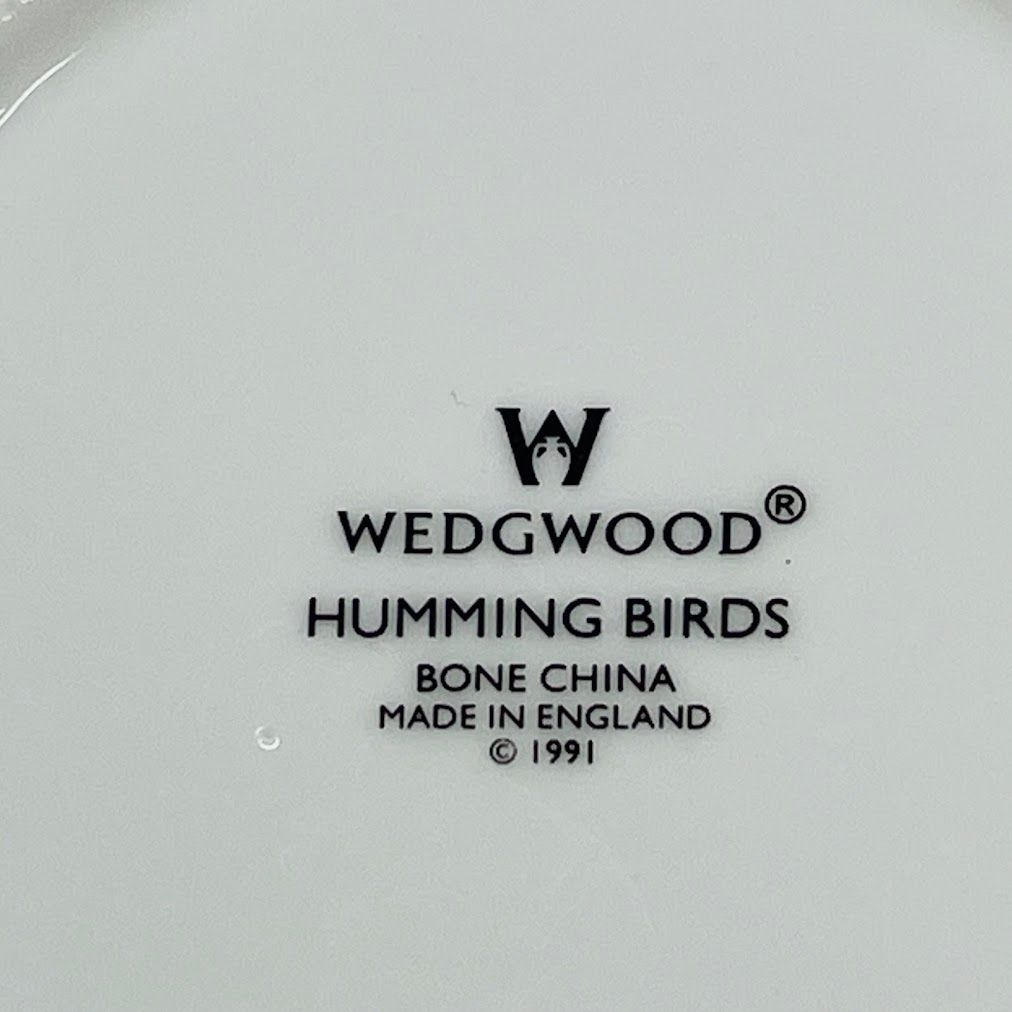 W
WEDGWOOD®
HUMMING BIRDS
BONE CHINA
MADE IN ENGLAND
© 1991